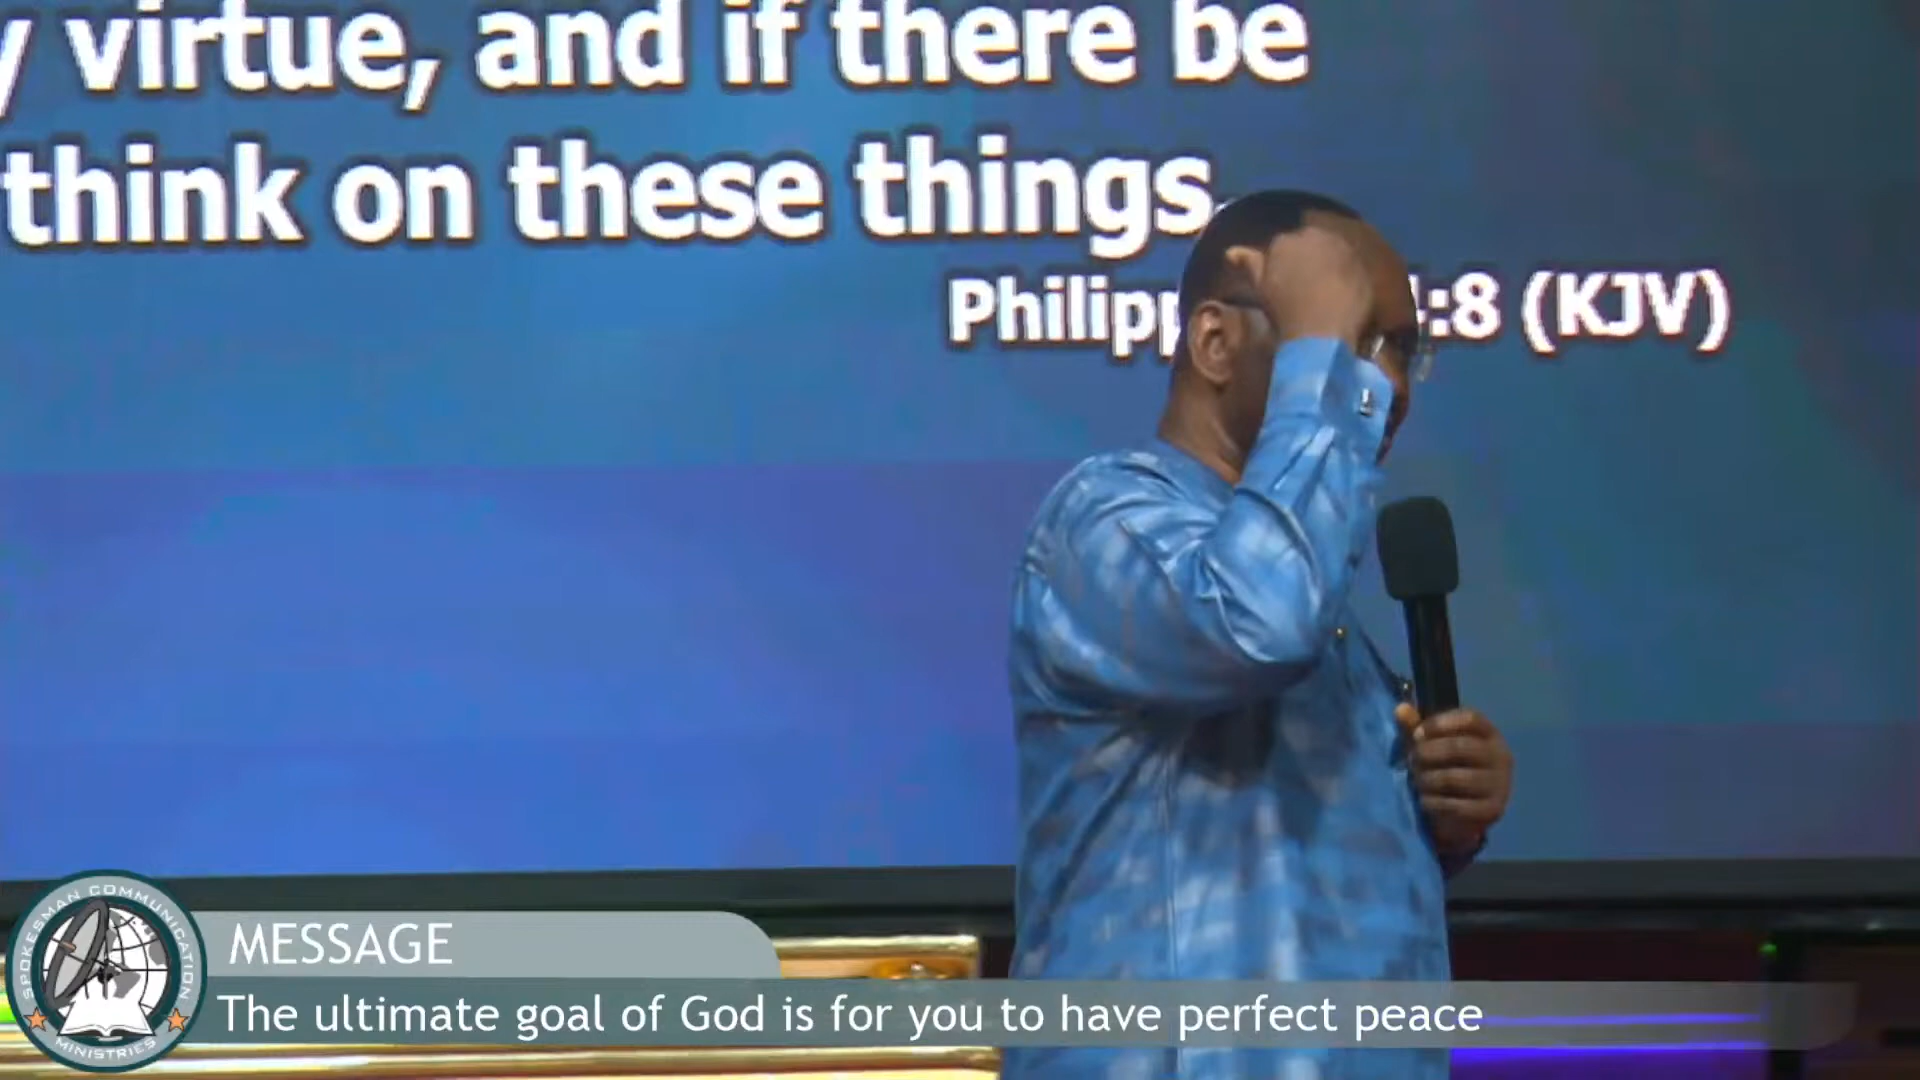 virtue, and if there be
think on these things.
4:8 (KJV)
SPOKESMAN COMMUNICATION
MINISTRIES
MESSAGE
The ultimate goal of God is for you to have perfect peace